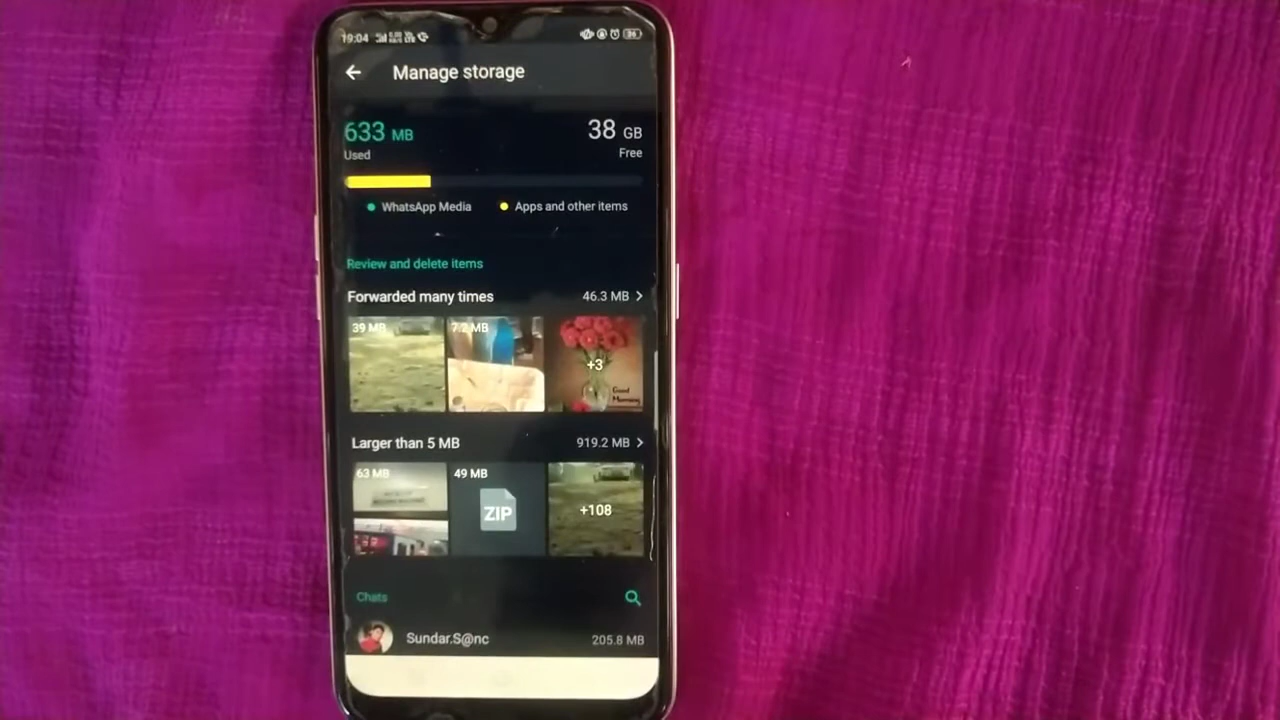 19:04
36
Manage storage
633 MB
38 GB
Used
Free
WhatsApp Media
Apps and other items
Review and delete items
Forwarded many times
46.3 MB
39 MB
7.2 MB
+3
Good
Morning
Larger than 5 MB
919.2 MB
63 MB
49 MB
ZIP
+108
Chats
Sundar.S@nc
205.8 MB